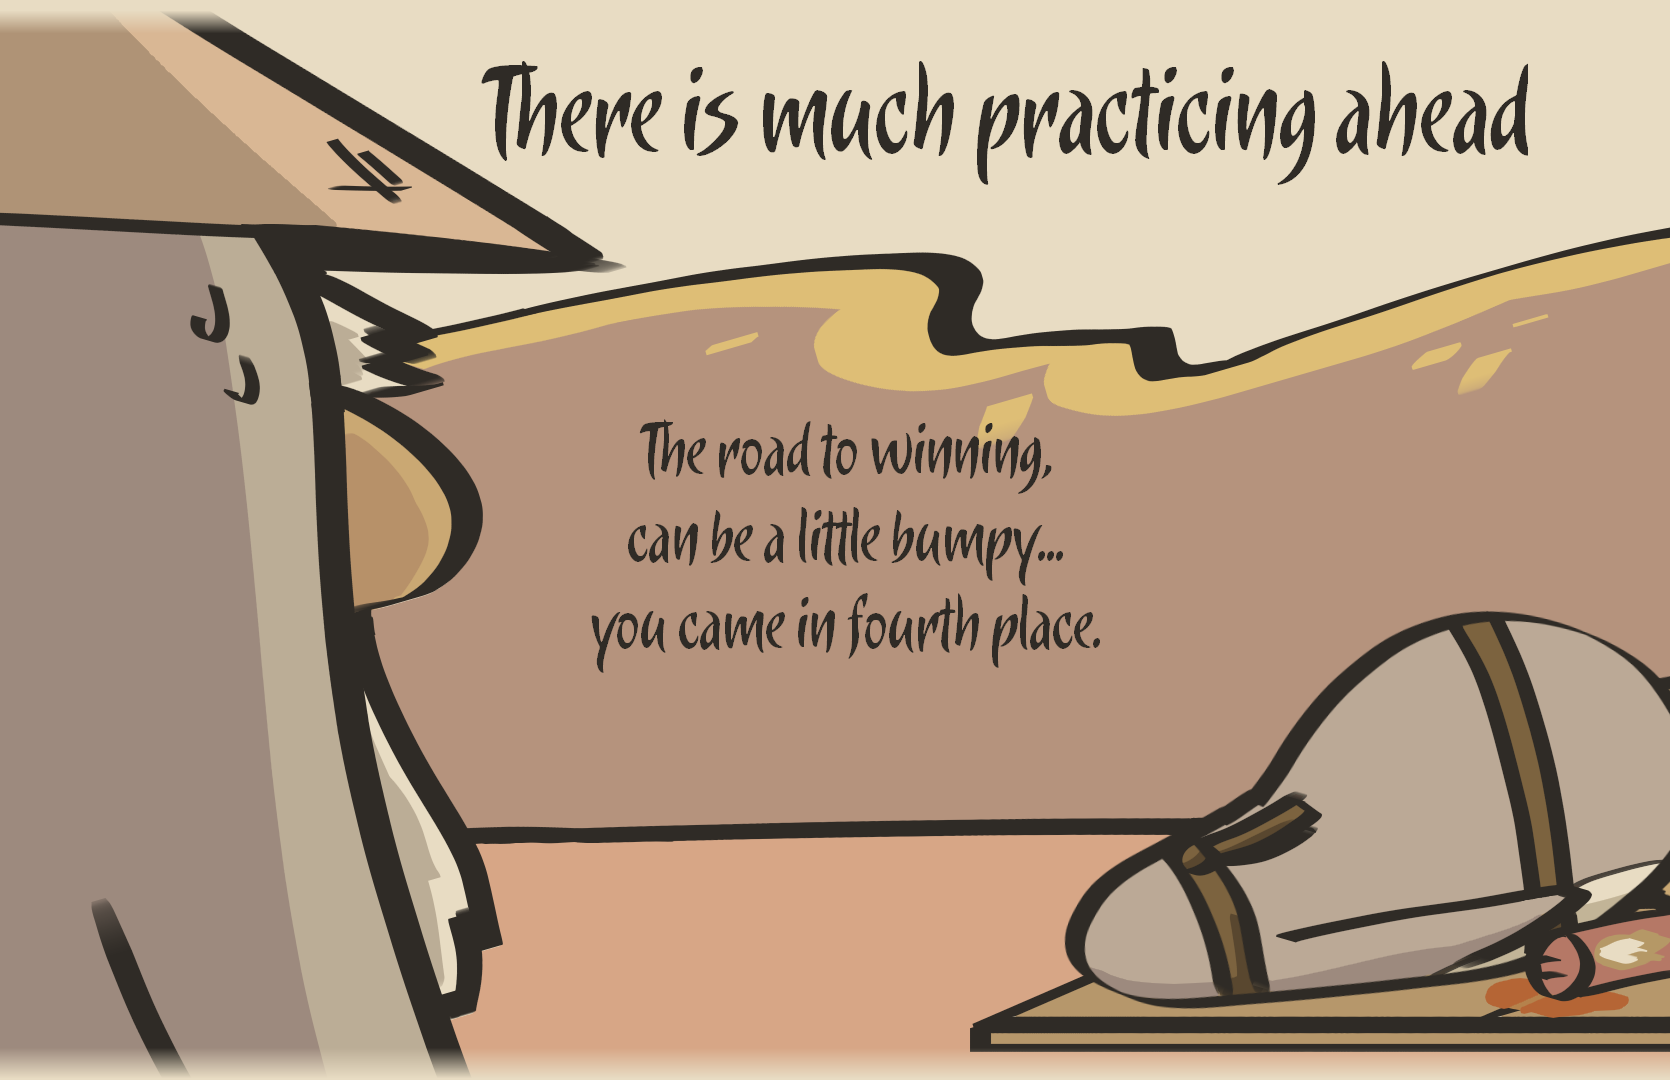 There is much practicing ahead
The road to winning,
can be a little bumpy...
you came in fourth place.